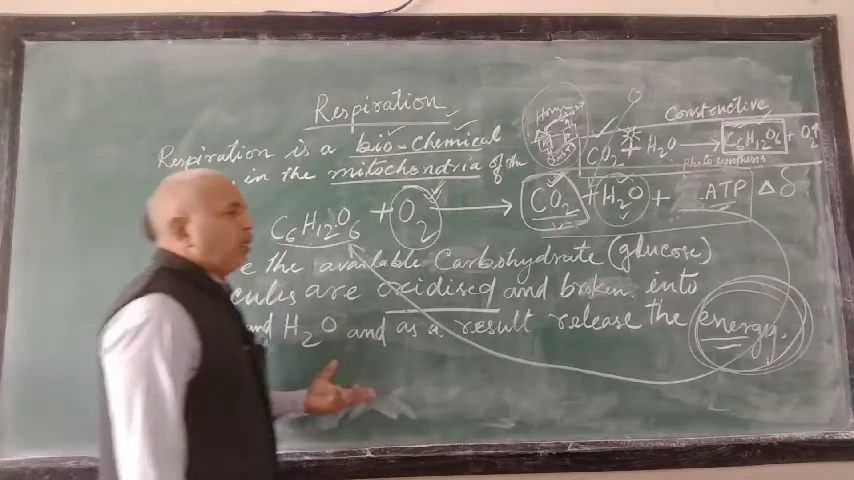 Respiration
Constructive
CO2 + H2O → C6H12O6 + O2↑
photosynthesis
Respiration is a bio-chemical
in the mitochondria of the
C6H12O6 + O2 → CO2 + H2O + ATP Δ δ
the available Carbohydrate (glucose)
cules are oxidised and broken into
and H2O and as a result release the energy.